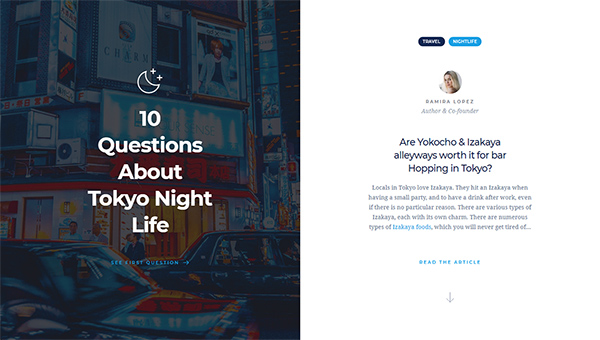 CHARM
10
Questions
About
Tokyo Night
Life
SEE FIRST QUESTION
TRAVEL
NIGHTLIFE
RAMIRA LOPEZ
Author & Co-founder
Are Yokocho & Izakaya
alleyways worth it for bar
Hopping in Tokyo?
Locals in Tokyo love Izakaya. They hit an Izakaya when
having a small party, and to have a drink after work, even
if there is no particular reason. There are various types of
Izakaya, each with its own charm. There are numerous
types of Izakaya foods, which you will never get tired of...
READ THE ARTICLE